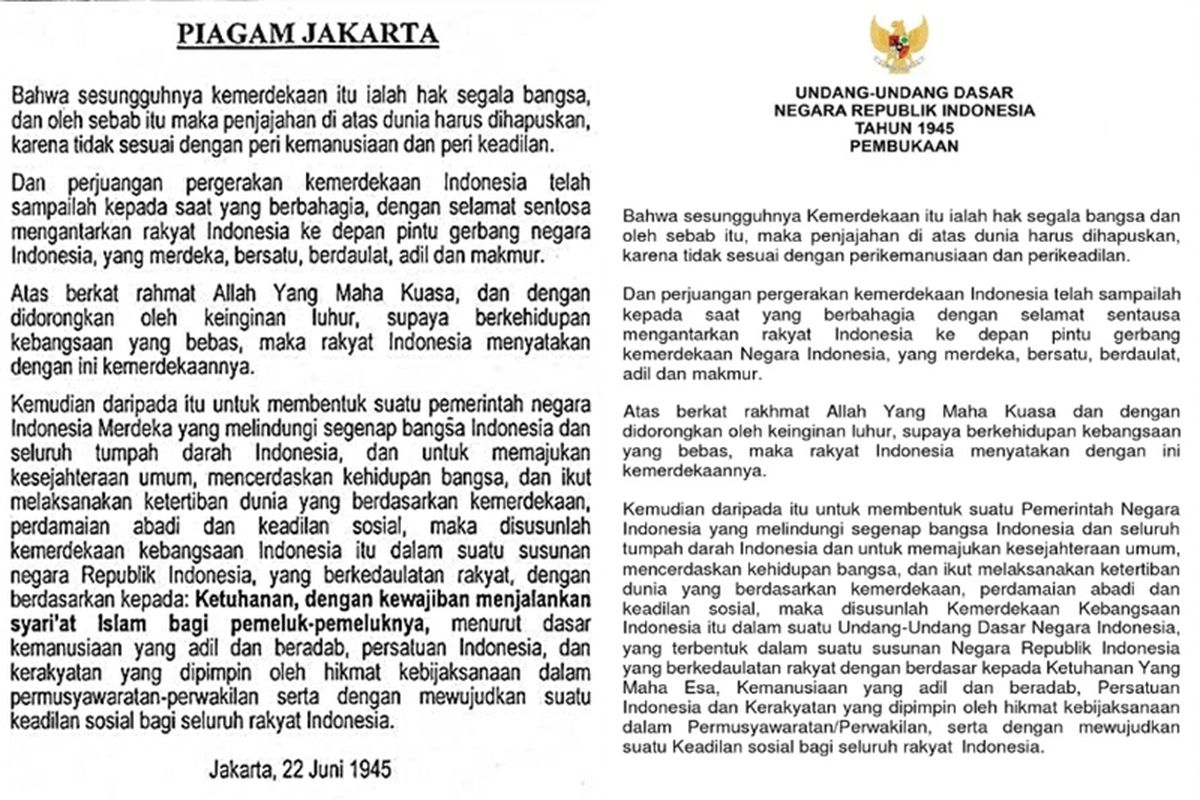 PIAGAM JAKARTA
Bahwa sesungguhnya kemerdekaan itu ialah hak segala bangsa,
dan oleh sebab itu maka penjajahan di atas dunia harus dihapuskan,
karena tidak sesuai dengan peri kemanusiaan dan peri keadilan.
Dan perjuangan pergerakan kemerdekaan Indonesia telah
sampailah kepada saat yang berbahagia, dengan selamat sentosa
mengantarkan rakyat Indonesia ke depan pintu gerbang negara
Indonesia, yang merdeka, bersatu, berdaulat, adil dan makmur.
Atas berkat rahmat Allah Yang Maha Kuasa, dan dengan
didorongkan oleh keinginan luhur, supaya berkehidupan
kebangsaan yang bebas, maka rakyat Indonesia menyatakan
dengan ini kemerdekaannya.
Kemudian daripada itu untuk membentuk suatu pemerintah negara
Indonesia Merdeka yang melindungi segenap bangsa Indonesia dan
seluruh tumpah darah Indonesia, dan untuk memajukan
kesejahteraan umum, mencerdaskan kehidupan bangsa, dan ikut
melaksanakan ketertiban dunia yang berdasarkan kemerdekaan,
perdamaian abadi dan keadilan sosial, maka disusunlah
kemerdekaan kebangsaan Indonesia itu dalam suatu susunan
negara Republik Indonesia, yang berkedaulatan rakyat, dengan
berdasarkan kepada: Ketuhanan, dengan kewajiban menjalankan
syari'at Islam bagi pemeluk-pemeluknya, menurut dasar
kemanusiaan yang adil dan beradab, persatuan Indonesia, dan
kerakyatan yang dipimpin oleh hikmat kebijaksanaan dalam
permusyawaratan-perwakilan serta dengan mewujudkan suatu
keadilan sosial bagi seluruh rakyat Indonesia.
Jakarta, 22 Juni 1945
UNDANG-UNDANG DASAR
NEGARA REPUBLIK INDONESIA
TAHUN 1945
PEMBUKAAN
Bahwa sesungguhnya Kemerdekaan itu ialah hak segala bangsa dan
oleh sebab itu, maka penjajahan di atas dunia harus dihapuskan,
karena tidak sesuai dengan perikemanusiaan dan perikeadilan.
Dan perjuangan pergerakan kemerdekaan Indonesia telah sampailah
kepada saat yang berbahagia dengan selamat sentausa
mengantarkan rakyat Indonesia ke depan pintu gerbang
kemerdekaan Negara Indonesia, yang merdeka, bersatu, berdaulat,
adil dan makmur.
Atas berkat rakhmat Allah Yang Maha Kuasa dan dengan
didorongkan oleh keinginan luhur, supaya berkehidupan kebangsaan
yang bebas, maka rakyat Indonesia menyatakan dengan ini
kemerdekaannya.
Kemudian daripada itu untuk membentuk suatu Pemerintah Negara
Indonesia yang melindungi segenap bangsa Indonesia dan seluruh
tumpah darah Indonesia dan untuk memajukan kesejahteraan umum,
mencerdaskan kehidupan bangsa, dan ikut melaksanakan ketertiban
dunia yang berdasarkan kemerdekaan, perdamaian abadi dan
keadilan sosial, maka disusunlah Kemerdekaan Kebangsaan
Indonesia itu dalam suatu Undang-Undang Dasar Negara Indonesia,
yang terbentuk dalam suatu susunan Negara Republik Indonesia
yang berkedaulatan rakyat dengan berdasar kepada Ketuhanan Yang
Maha Esa, Kemanusiaan yang adil dan beradab, Persatuan
Indonesia dan Kerakyatan yang dipimpin oleh hikmat kebijaksanaan
dalam Permusyawaratan/Perwakilan, serta dengan mewujudkan
suatu Keadilan sosial bagi seluruh rakyat Indonesia.